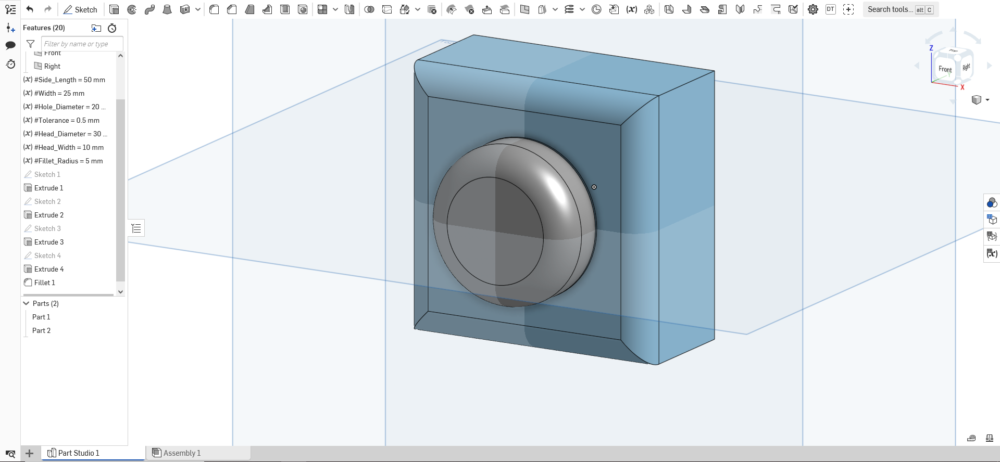 Sketch
(x)
DT
Search tools... alt C
Features (20)
Filter by name or type
Front
Right
(x) #Side_Length = 50 mm
(x) #Width = 25 mm
(x) #Hole_Diameter = 20 ...
(x) #Tolerance = 0.5 mm
(x) #Head_Diameter = 30 ...
(x) #Head_Width = 10 mm
(x) #Fillet_Radius = 5 mm
Sketch 1
Extrude 1
Sketch 2
Extrude 2
Sketch 3
Extrude 3
Sketch 4
Extrude 4
Fillet 1
Parts (2)
Part 1
Part 2
Z
Top
Front
Right
Y
X
(x)
Part Studio 1
Assembly 1